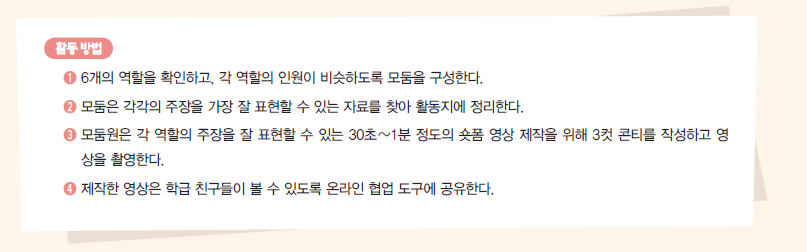 활동 방법
❶ 6개의 역할을 확인하고, 각 역할의 인원이 비슷하도록 모둠을 구성한다.
❷ 모둠은 각각의 주장을 가장 잘 표현할 수 있는 자료를 찾아 활동지에 정리한다.
❸ 모둠원은 각 역할의 주장을 잘 표현할 수 있는 30초～1분 정도의 숏폼 영상 제작을 위해 3컷 콘티를 작성하고 영
상을 촬영한다.
❹ 제작한 영상은 학급 친구들이 볼 수 있도록 온라인 협업 도구에 공유한다.